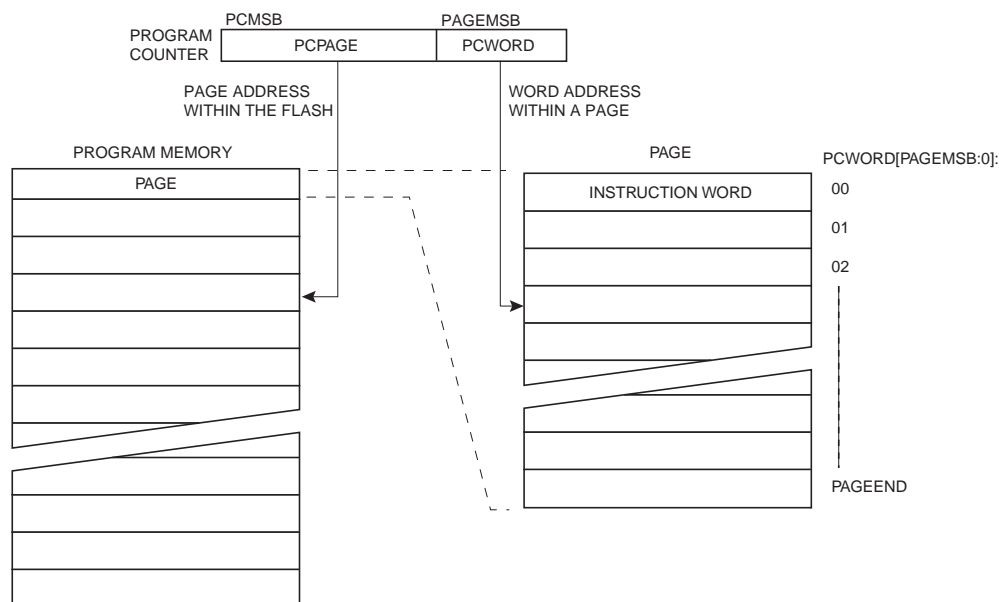 PCMSB
PAGEMSB
PROGRAM
COUNTER
PCPAGE
PCWORD
PAGE ADDRESS
WITHIN THE FLASH
WORD ADDRESS
WITHIN A PAGE
PROGRAM MEMORY
PAGE
PAGE
INSTRUCTION WORD
PCWORD[PAGEMSB:0]:
00
01
02
PAGEEND